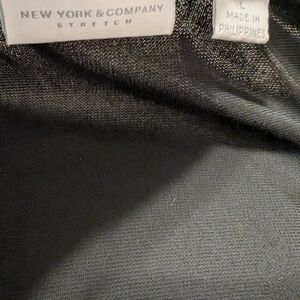 NEW YORK & COMPANY
STRETCH
L
MADE IN
PHILIPPINES